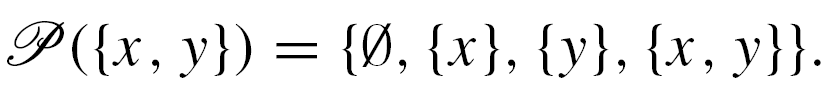 𝒫({x, y}) = {∅, {x}, {y}, {x, y}}.